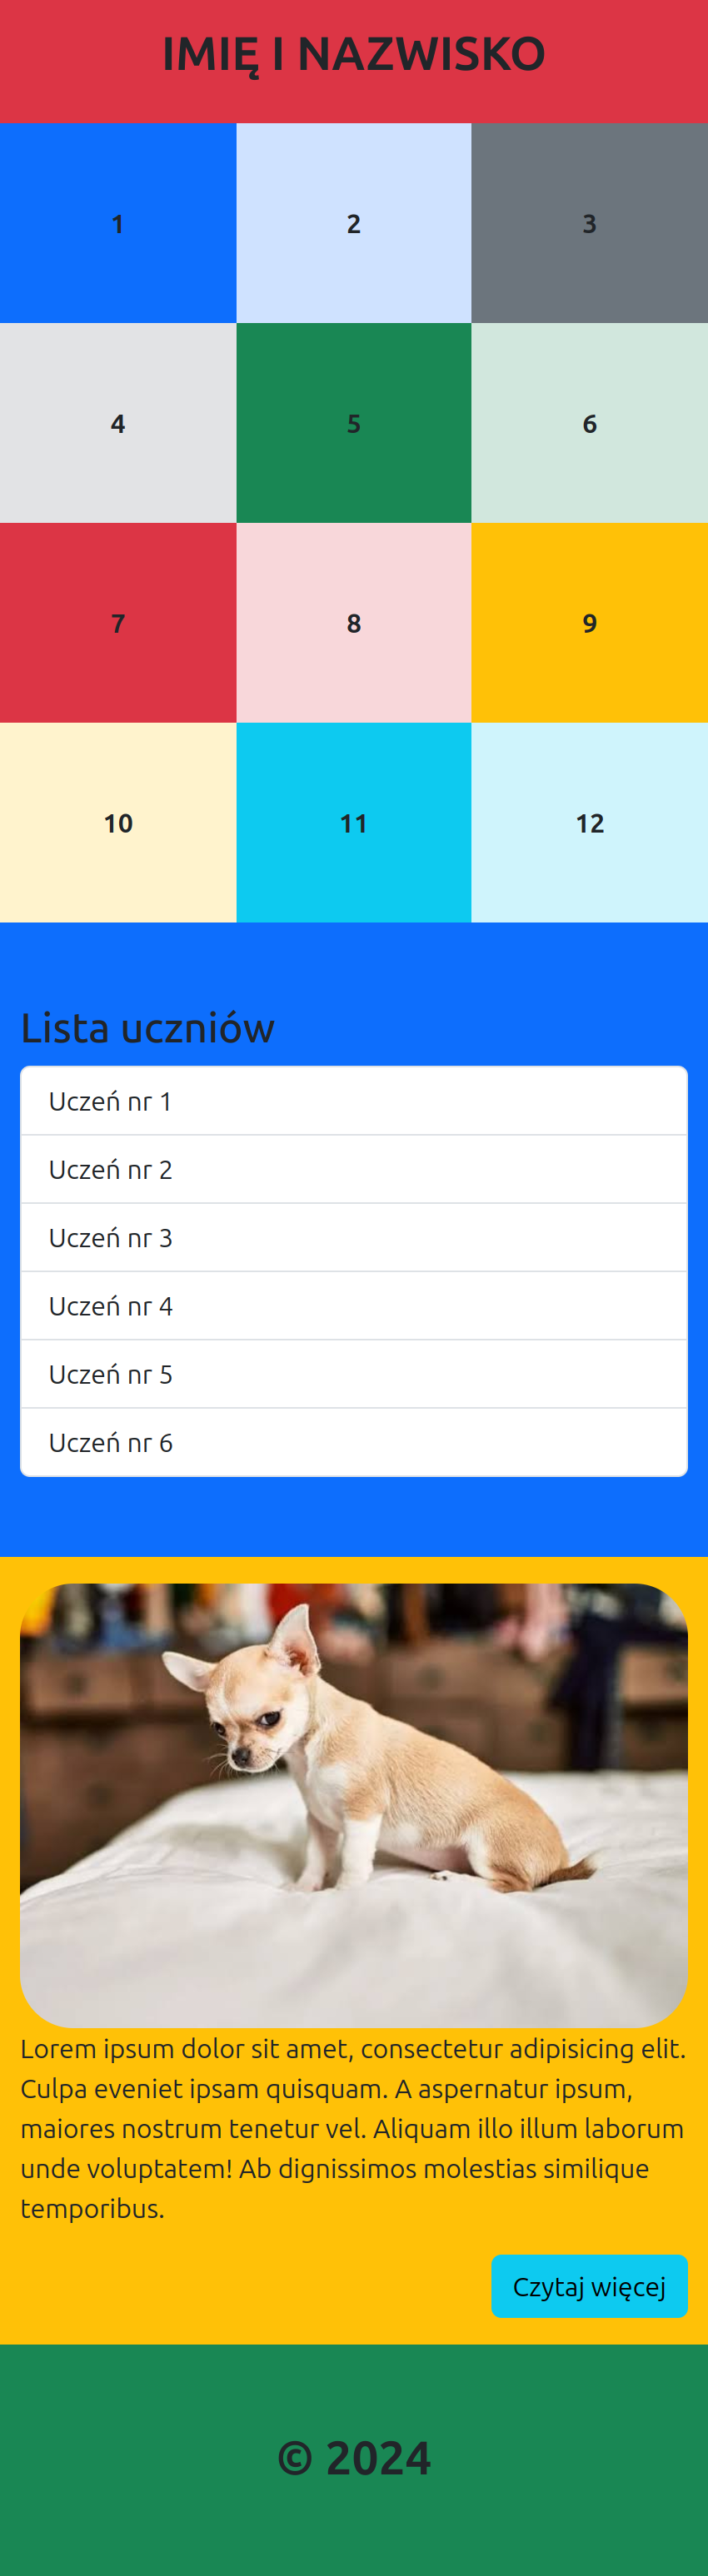 IMIĘ I NAZWISKO
1
2
3
4
5
6
7
8
9
10
11
12
Lista uczniów
Uczeń nr 1
Uczeń nr 2
Uczeń nr 3
Uczeń nr 4
Uczeń nr 5
Uczeń nr 6
Lorem ipsum dolor sit amet, consectetur adipisicing elit.
Culpa eveniet ipsam quisquam. A aspernatur ipsum,
maiores nostrum tenetur vel. Aliquam illo illum laborum
unde voluptatem! Ab dignissimos molestias similique
temporibus.
Czytaj więcej
© 2024